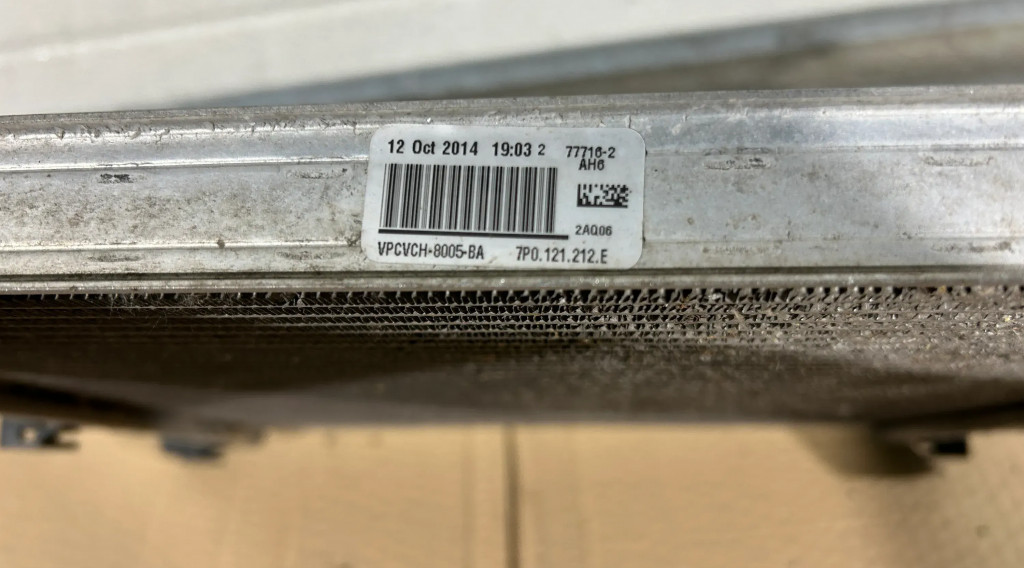 12 Oct 2014 19:03 2 77716-2
AH6
2AQ06
VPCVCH-8005-BA 7P0.121.212.E